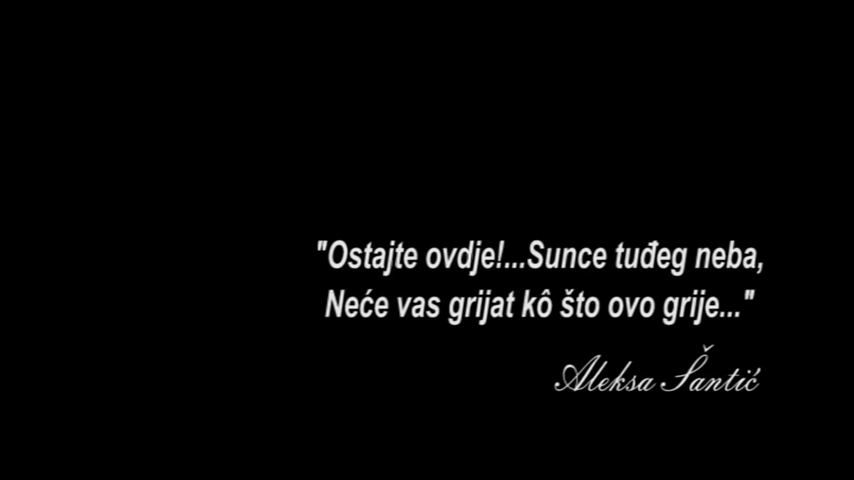 "Ostajte ovdje!...Sunce tuđeg neba,
Neće vas grijat kô što ovo grije..."
Aleksa Šantić